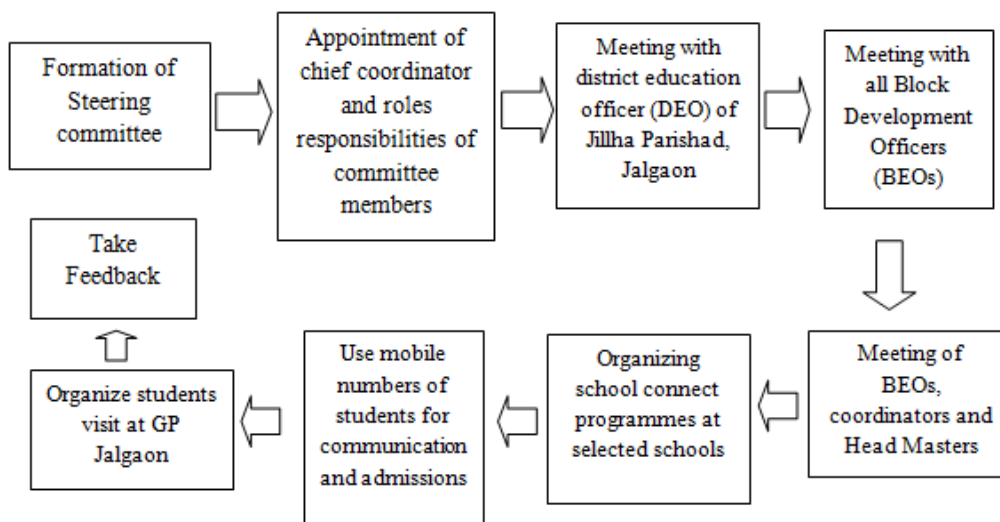 Formation of
Steering
committee
Appointment of
chief coordinator
and roles
responsibilities of
committee
members
Meeting with
district education
officer (DEO) of
Jillha Parishad,
Jalgaon
Meeting with
all Block
Development
Officers
(BEOs)
Meeting of
BEOs,
coordinators and
Head Masters
Organizing
school connect
programmes at
selected schools
Use mobile
numbers of
students for
communication
and admissions
Organize students
visit at GP
Jalgaon
Take
Feedback